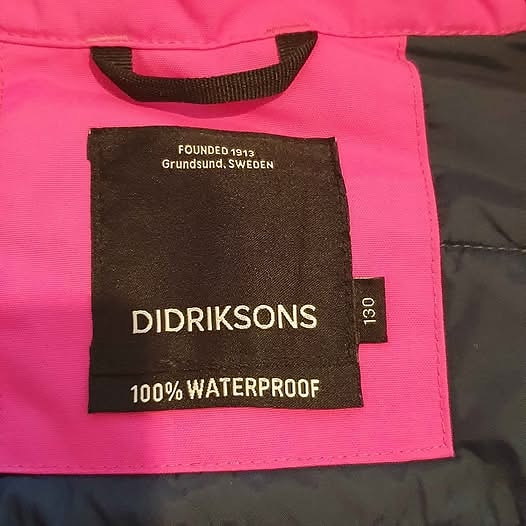 FOUNDED 1913
Grundsund, SWEDEN
DIDRIKSONS
130
100% WATERPROOF